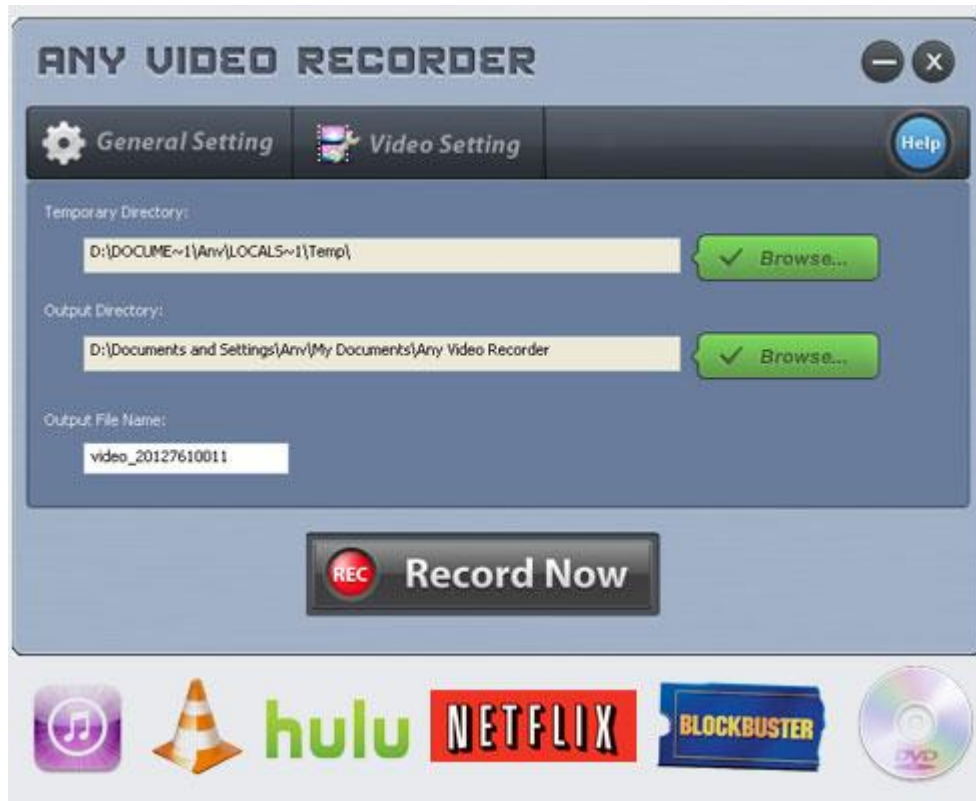 ANY VIDEO RECORDER
General Setting
Video Setting
Help
Temporary Directory:
D:\DOCUME~1\Anv\LOCALS~1\Temp\
Browse...
Output Directory:
D:\Documents and Settings\Anv\My Documents\Any Video Recorder
Browse...
Output File Name:
video_20127610011
REC
Record Now
hulu
NETFLIX
BLOCKBUSTER
DVD